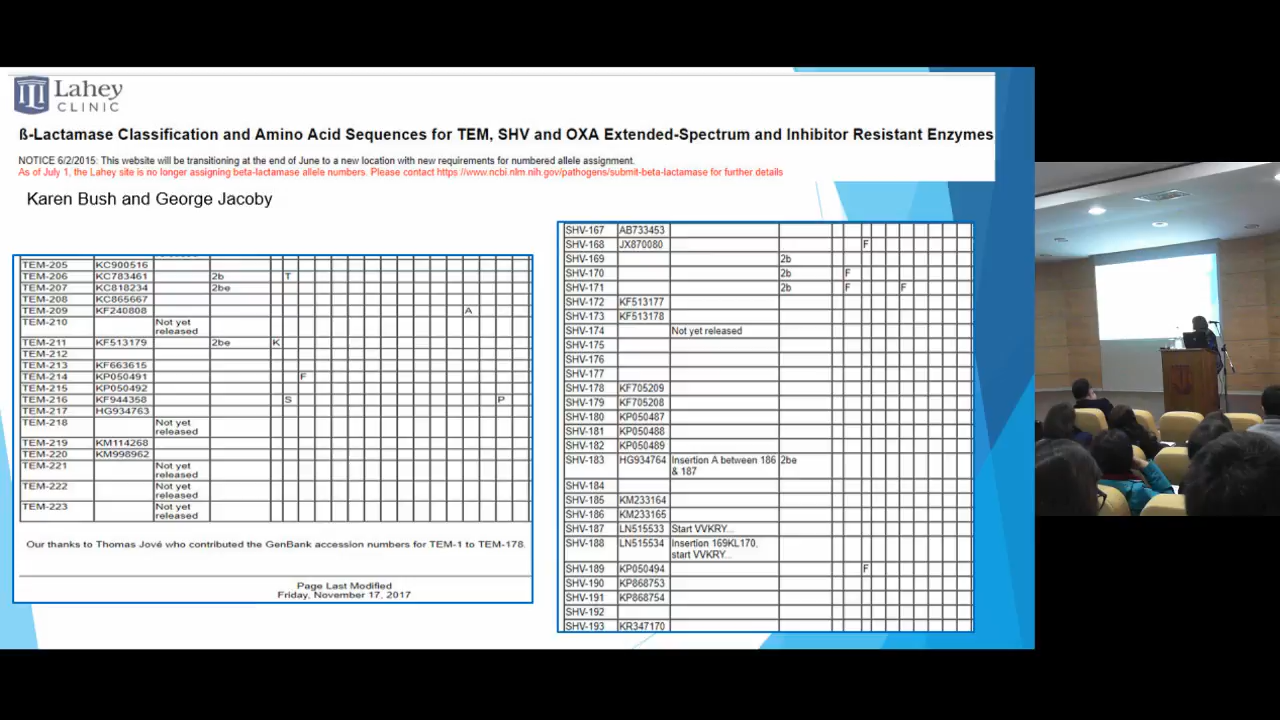 Lahey
CLINIC
ß-Lactamase Classification and Amino Acid Sequences for TEM, SHV and OXA Extended-Spectrum and Inhibitor Resistant Enzymes
NOTICE 6/2/2015: This website will be transitioning at the end of June to a new location with new requirements for numbered allele assignment.
As of July 1, the Lahey site is no longer assigning beta-lactamase allele numbers. Please contact https://www.ncbi.nlm.nih.gov/pathogens/submit-beta-lactamase for further details
Karen Bush and George Jacoby
TEM-205 KC900516
TEM-206 KC783461 2b T
TEM-207 KC818234 2be
TEM-208 KC865667
TEM-209 KF240808 A
TEM-210 Not yet
released
TEM-211 KF513179 2be K
TEM-212
TEM-213 KF663615
TEM-214 KP050491 F
TEM-215 KP050492
TEM-216 KF944358 S P
TEM-217 HG934763
TEM-218 Not yet
released
TEM-219 KM114268
TEM-220 KM998962
TEM-221 Not yet
released
TEM-222 Not yet
released
TEM-223 Not yet
released
Our thanks to Thomas Jové who contributed the GenBank accession numbers for TEM-1 to TEM-178.
Page Last Modified
Friday, November 17, 2017
SHV-167 AB733453
SHV-168 JX870080 F
SHV-169 2b
SHV-170 2b F
SHV-171 2b F F
SHV-172 KF513177
SHV-173 KF513178
SHV-174 Not yet released
SHV-175
SHV-176
SHV-177
SHV-178 KF705209
SHV-179 KF705208
SHV-180 KP050487
SHV-181 KP050488
SHV-182 KP050489
SHV-183 HG934764 Insertion A between 186 2be
& 187
SHV-184
SHV-185 KM233164
SHV-186 KM233165
SHV-187 LN515533 Start VVKRY...
SHV-188 LN515534 Insertion 169KL170,
start VVKRY...
SHV-189 KP050494 F
SHV-190 KP868753
SHV-191 KP868754
SHV-192
SHV-193 KR347170